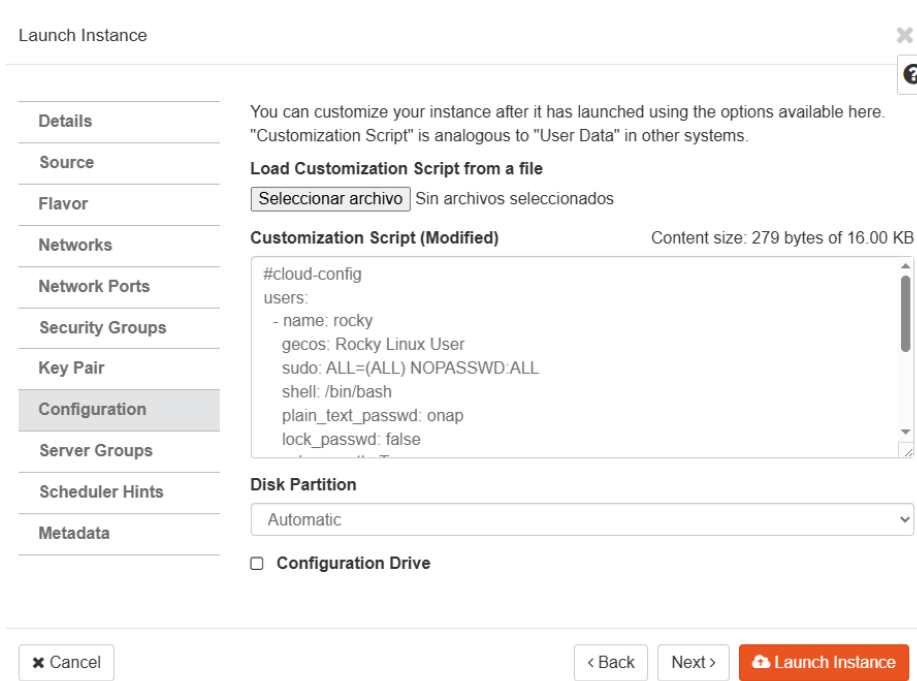 Launch Instance
Details
Source
Flavor
Networks
Network Ports
Security Groups
Key Pair
Configuration
Server Groups
Scheduler Hints
Metadata
You can customize your instance after it has launched using the options available here.
"Customization Script" is analogous to "User Data" in other systems.
Load Customization Script from a file
Seleccionar archivo Sin archivos seleccionados
Customization Script (Modified) Content size: 279 bytes of 16.00 KB
#cloud-config
users:
- name: rocky
gecos: Rocky Linux User
sudo: ALL=(ALL) NOPASSWD:ALL
shell: /bin/bash
plain_text_passwd: onap
lock_passwd: false
Disk Partition
Automatic
Configuration Drive
Cancel
< Back
Next >
Launch Instance